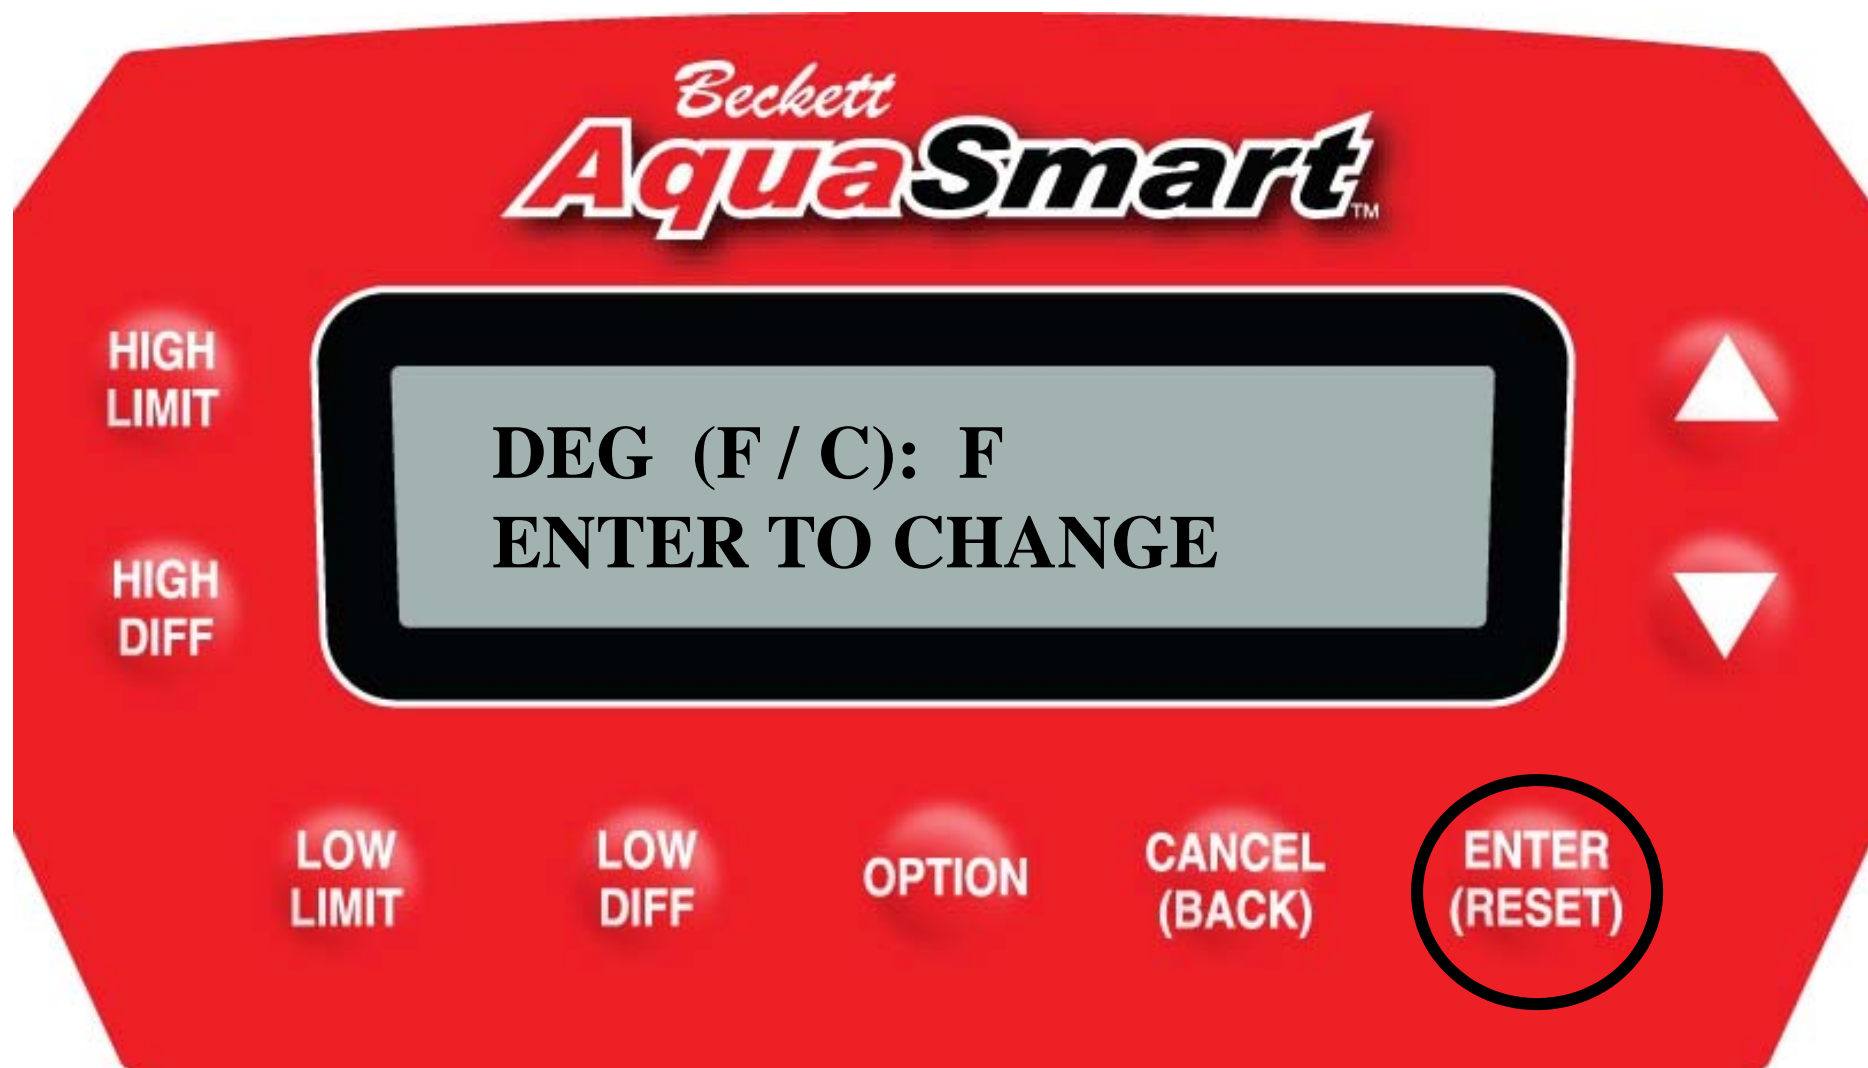 Beckett
AquaSmart™
HIGH
LIMIT
DEG (F / C): F
ENTER TO CHANGE
HIGH
DIFF
LOW
LIMIT
LOW
DIFF
OPTION
CANCEL
(BACK)
ENTER
(RESET)